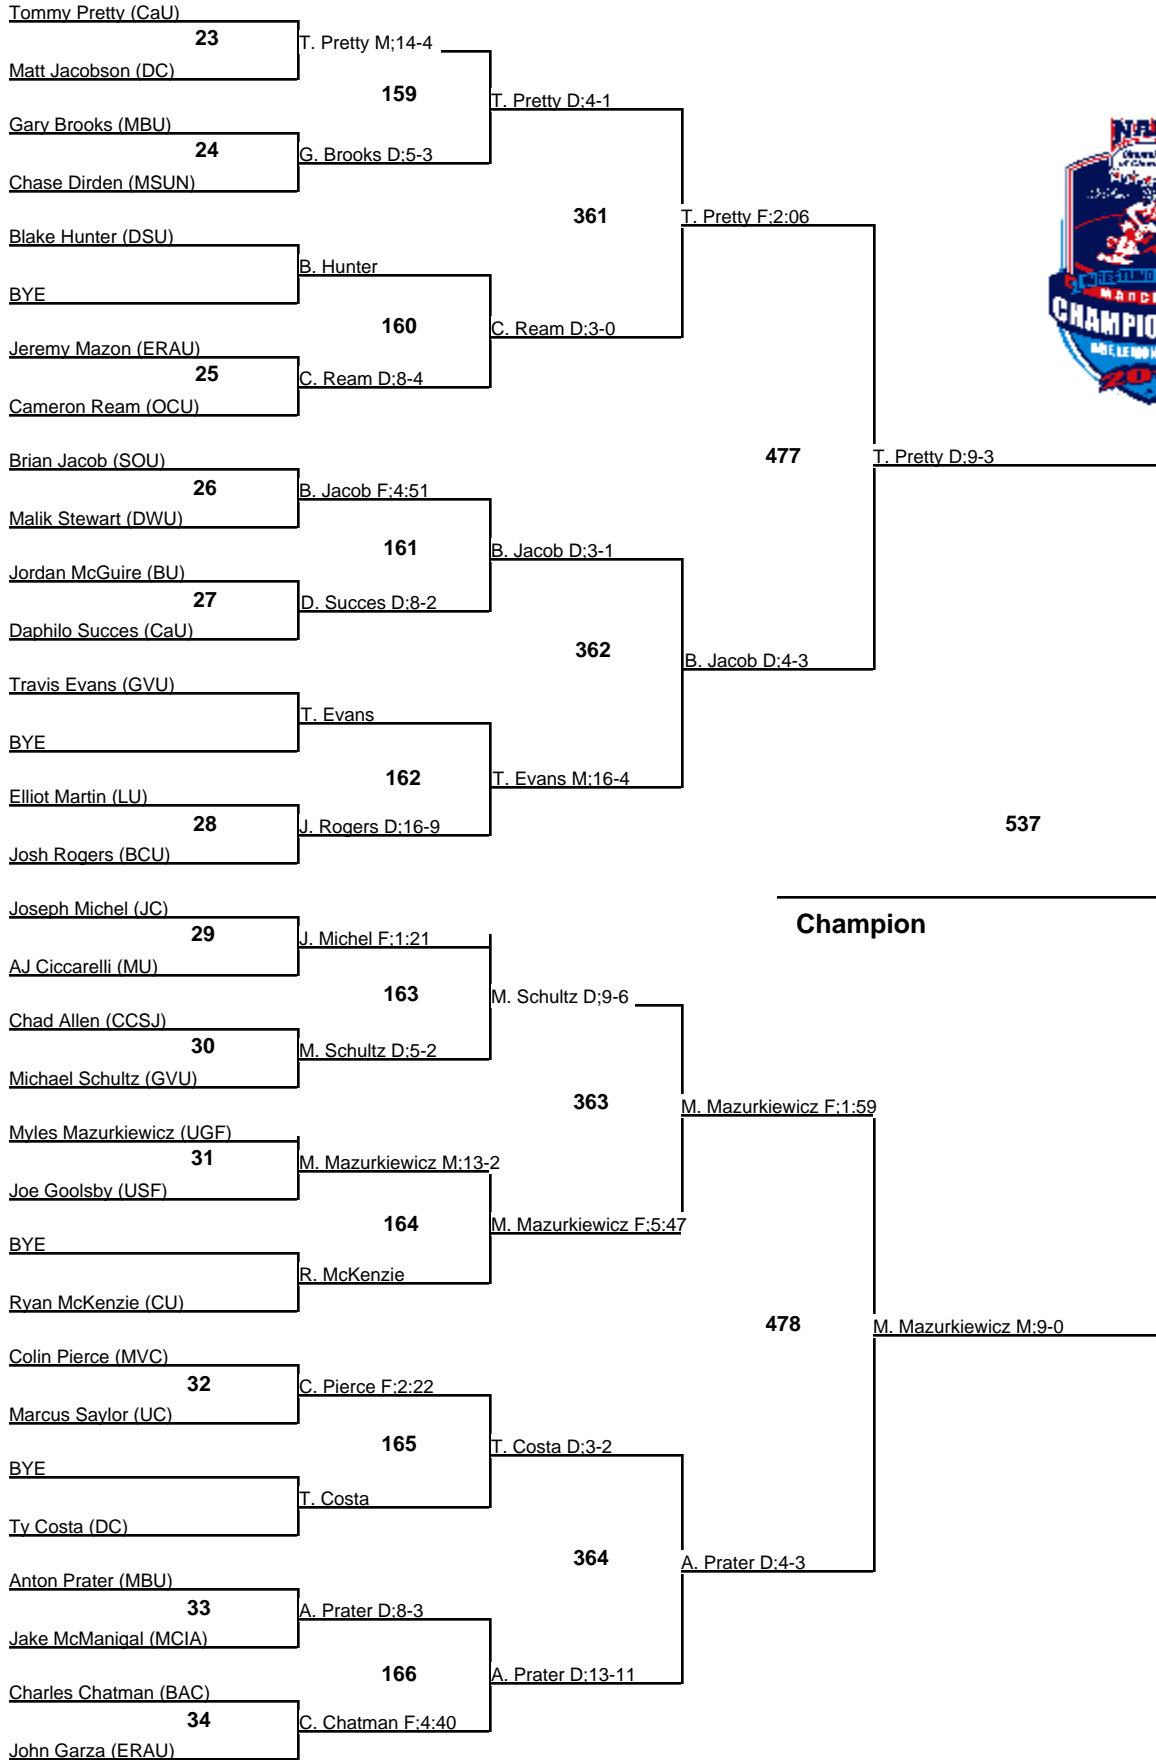 Tommy Pretty (CaU)
23
T. Pretty M;14-4
Matt Jacobson (DC)
159
T. Pretty D;4-1
Gary Brooks (MBU)
24
G. Brooks D;5-3
Chase Dirden (MSUN)
361
T. Pretty F;2:06
Blake Hunter (DSU)
B. Hunter
BYE
160
C. Ream D;3-0
Jeremy Mazon (ERAU)
25
C. Ream D;8-4
Cameron Ream (OCU)
477
T. Pretty D;9-3
Brian Jacob (SOU)
26
B. Jacob F;4:51
Malik Stewart (DWU)
161
B. Jacob D;3-1
Jordan McGuire (BU)
27
D. Succes D;8-2
Daphilo Succes (CaU)
362
B. Jacob D;4-3
Travis Evans (GVU)
T. Evans
BYE
162
T. Evans M;16-4
Elliot Martin (LU)
28
J. Rogers D;16-9
Josh Rogers (BCU)
537
Champion
Joseph Michel (JC)
29
J. Michel F;1:21
AJ Ciccarelli (MU)
163
M. Schultz D;9-6
Chad Allen (CCSJ)
30
M. Schultz D;5-2
Michael Schultz (GVU)
363
M. Mazurkiewicz F;1:59
Myles Mazurkiewicz (UGF)
31
M. Mazurkiewicz M;13-2
Joe Goolsby (USF)
164
M. Mazurkiewicz F;5:47
BYE
R. McKenzie
Ryan McKenzie (CU)
478
M. Mazurkiewicz M;9-0
Colin Pierce (MVC)
32
C. Pierce F;2:22
Marcus Saylor (UC)
165
T. Costa D;3-2
BYE
T. Costa
Ty Costa (DC)
364
A. Prater D;4-3
Anton Prater (MBU)
33
A. Prater D;8-3
Jake McManigal (MCIA)
166
A. Prater D;13-11
Charles Chatman (BAC)
34
C. Chatman F;4:40
John Garza (ERAU)